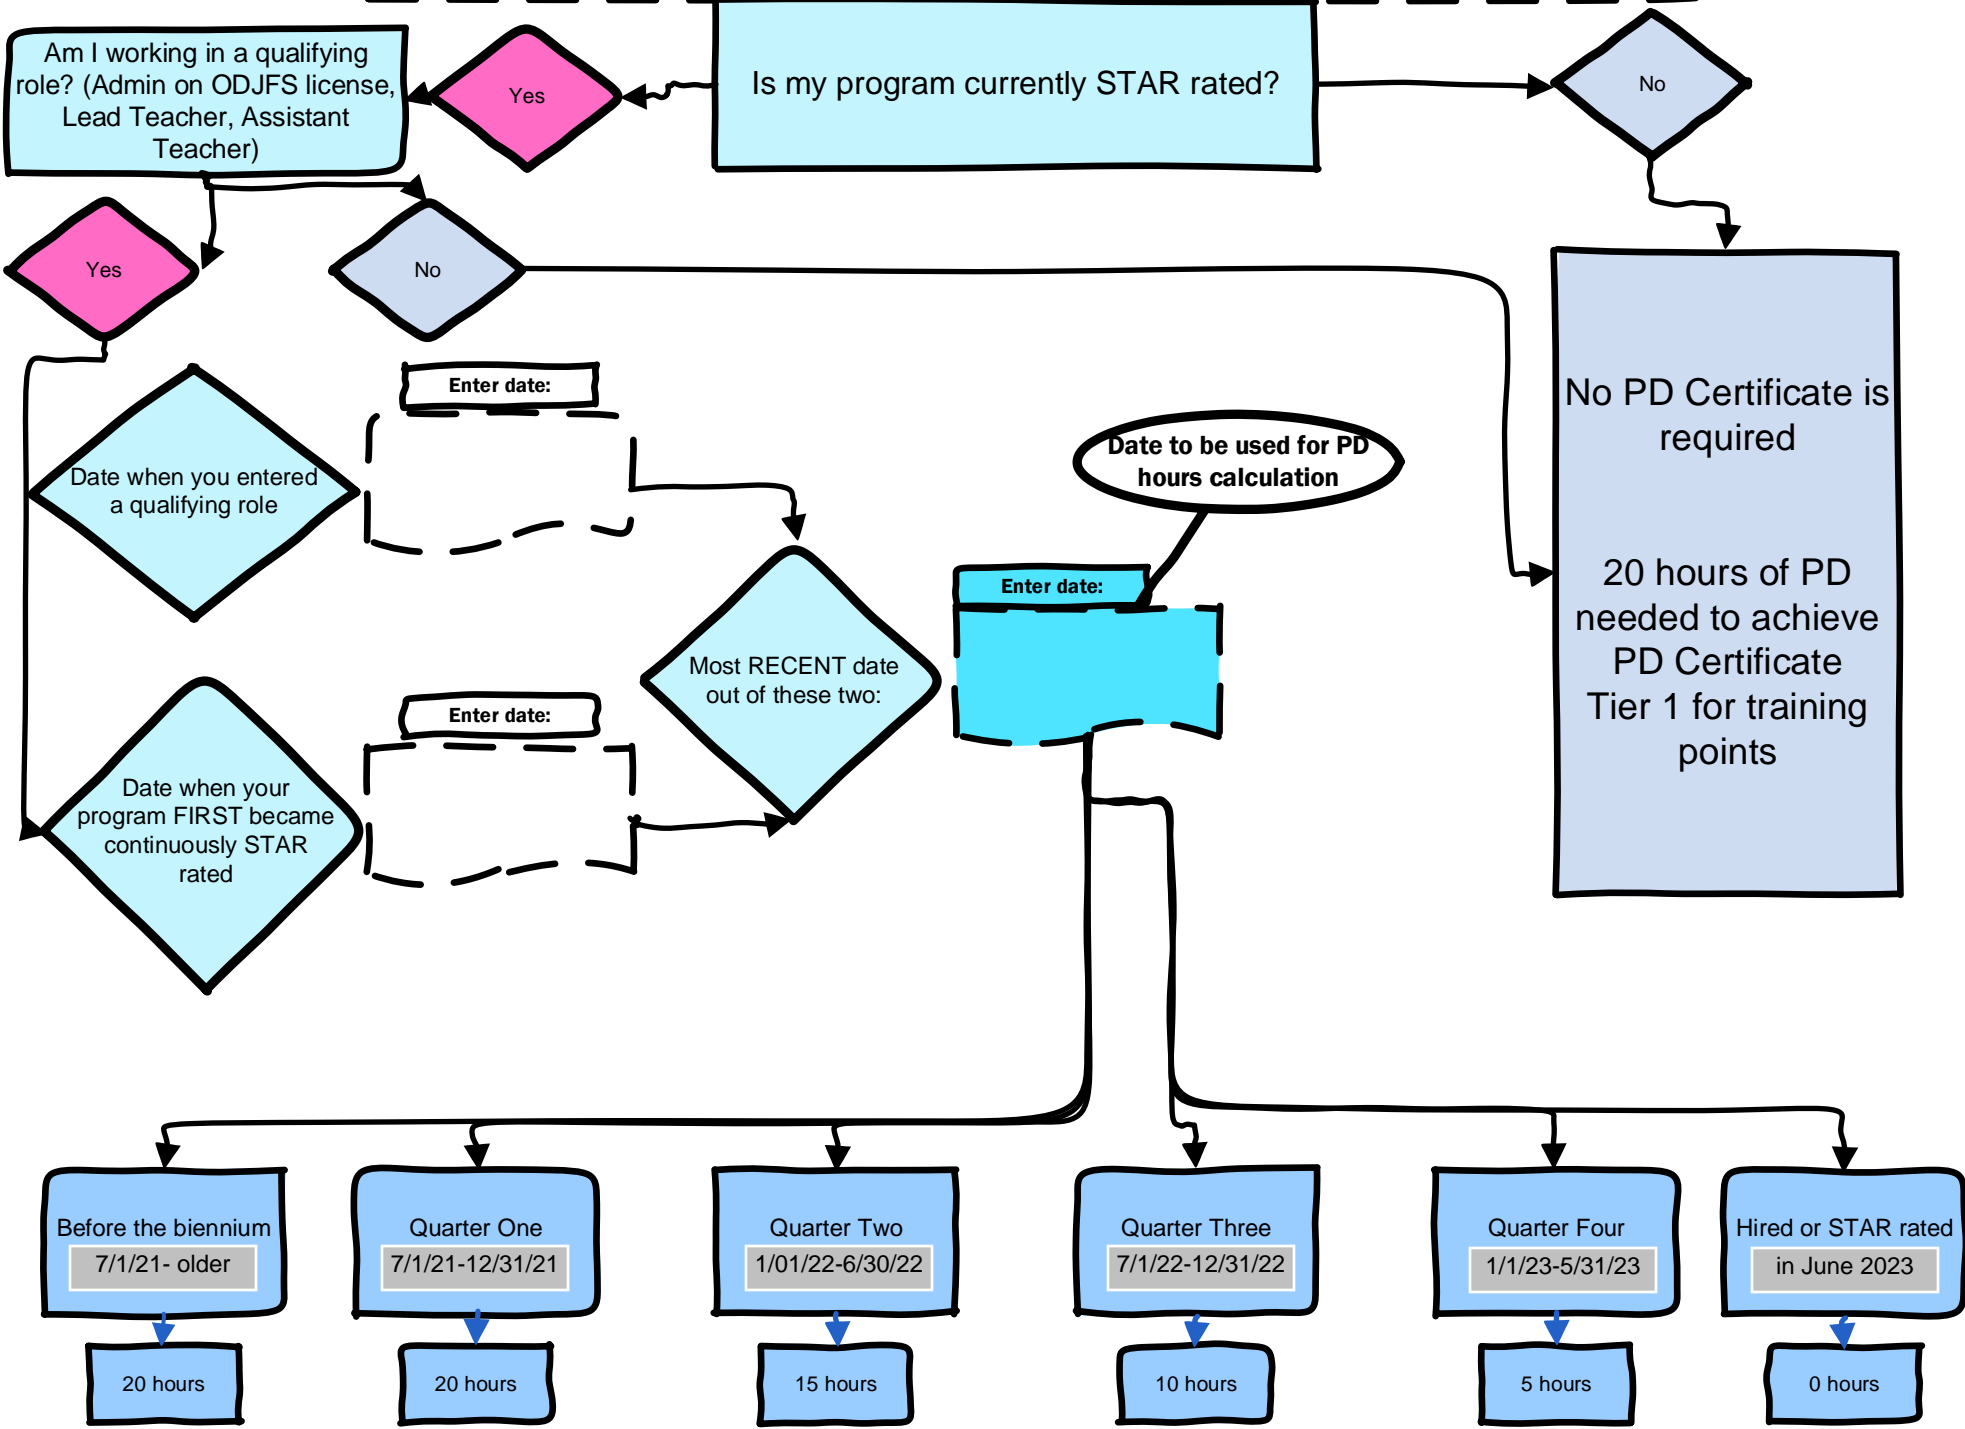 Am I working in a qualifying
role? (Admin on ODJFS license,
Lead Teacher, Assistant
Teacher)
Yes
Is my program currently STAR rated?
No
Yes
No
Enter date:
Date when you entered
a qualifying role
Date to be used for PD
hours calculation
No PD Certificate is
required
20 hours of PD
needed to achieve
PD Certificate
Tier 1 for training
points
Enter date:
Most RECENT date
out of these two:
Enter date:
Date when your
program FIRST became
continuously STAR
rated
Before the biennium
7/1/21- older
20 hours
Quarter One
7/1/21-12/31/21
20 hours
Quarter Two
1/01/22-6/30/22
15 hours
Quarter Three
7/1/22-12/31/22
10 hours
Quarter Four
1/1/23-5/31/23
5 hours
Hired or STAR rated
in June 2023
0 hours